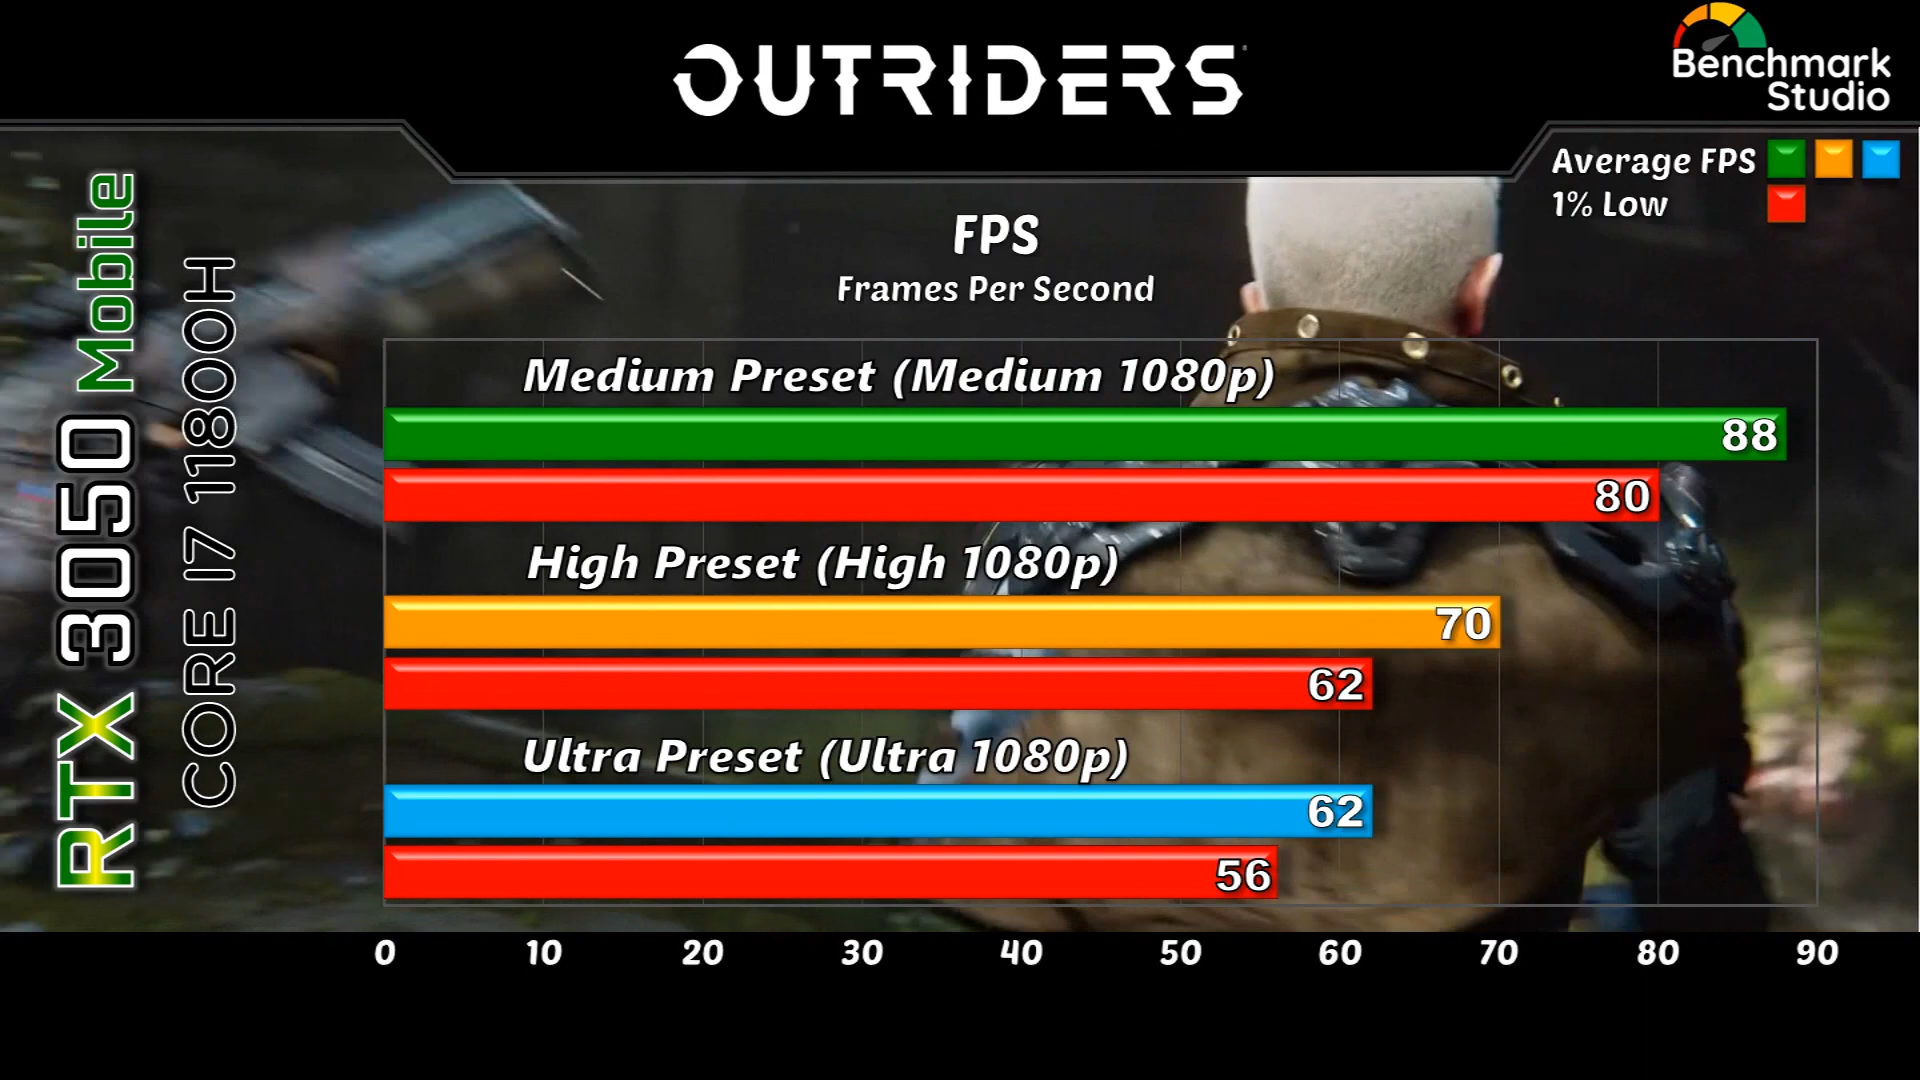 OUTRIDERS
Benchmark
Studio
Average FPS
1% Low
FPS
Frames Per Second
RTX 3050 Mobile
CORE I7 11800H
Medium Preset (Medium 1080p)
88
80
High Preset (High 1080p)
70
62
Ultra Preset (Ultra 1080p)
62
56
0 10 20 30 40 50 60 70 80 90